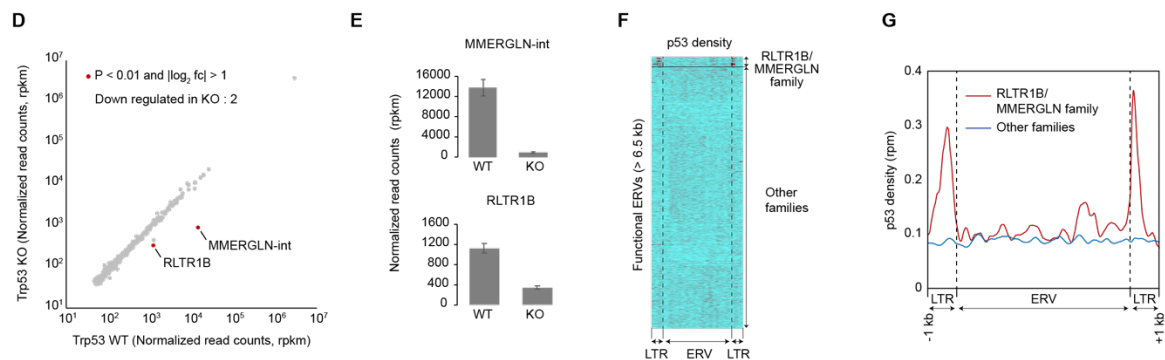 D
Trp53 KO (Normalized read counts, rpkm)
10^7
10^6
10^5
10^4
10^3
10^2
10^1
P < 0.01 and |log_2 fc| > 1
Down regulated in KO : 2
MMERGLN-int
RLTR1B
10^1 10^2 10^3 10^4 10^5 10^6 10^7
Trp53 WT (Normalized read counts, rpkm)
E
Normalized read counts (rpkm)
MMERGLN-int
16000
12000
8000
4000
0
WT KO
RLTR1B
1600
1200
800
400
0
WT KO
F
p53 density
Functional ERVs (> 6.5 kb)
RLTR1B/
MMERGLN
family
Other
families
LTR ERV LTR
G
p53 density (rpm)
0.4
0.3
0.2
0.1
0
RLTR1B/
MMERGLN family
Other families
LTR ERV LTR
-1 kb +1 kb